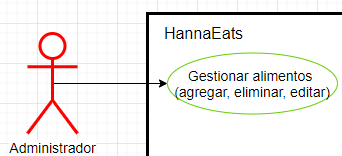 HannaEats
Gestionar alimentos
(agregar, eliminar, editar)
Administrador